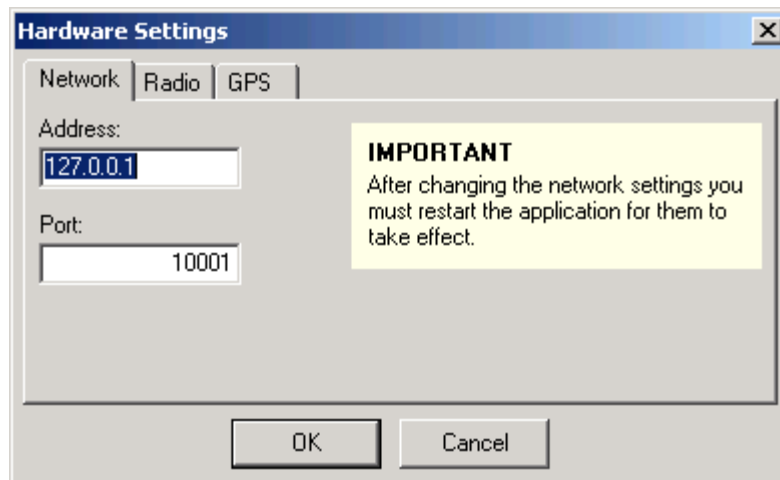 Hardware Settings
Network Radio GPS
Address:
127.0.0.1
Port:
10001
IMPORTANT
After changing the network settings you
must restart the application for them to
take effect.
OK Cancel